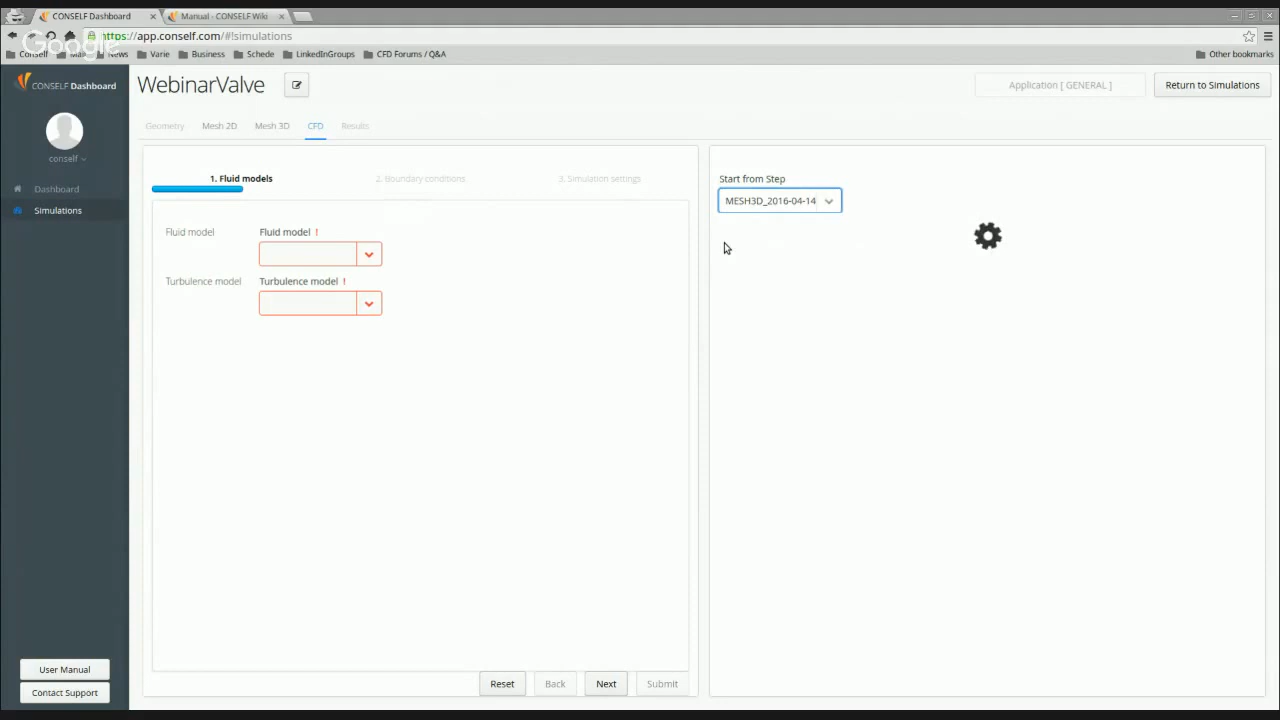 CONSELF Dashboard
Manual - CONSELF Wiki
https://app.conself.com/#!simulations
Google
Conself
News
Varie
Business
Schede
LinkedInGroups
CFD Forums / Q&A
Other bookmarks
CONSELF Dashboard
WebinarValve
Application [ GENERAL ]
Return to Simulations
Geometry
Mesh 2D
Mesh 3D
CFD
Results
conself
Dashboard
Simulations
1. Fluid models
2. Boundary conditions
3. Simulation settings
Fluid model
Fluid model !
Turbulence model
Turbulence model !
Start from Step
MESH3D_2016-04-14
Reset
Back
Next
Submit
User Manual
Contact Support